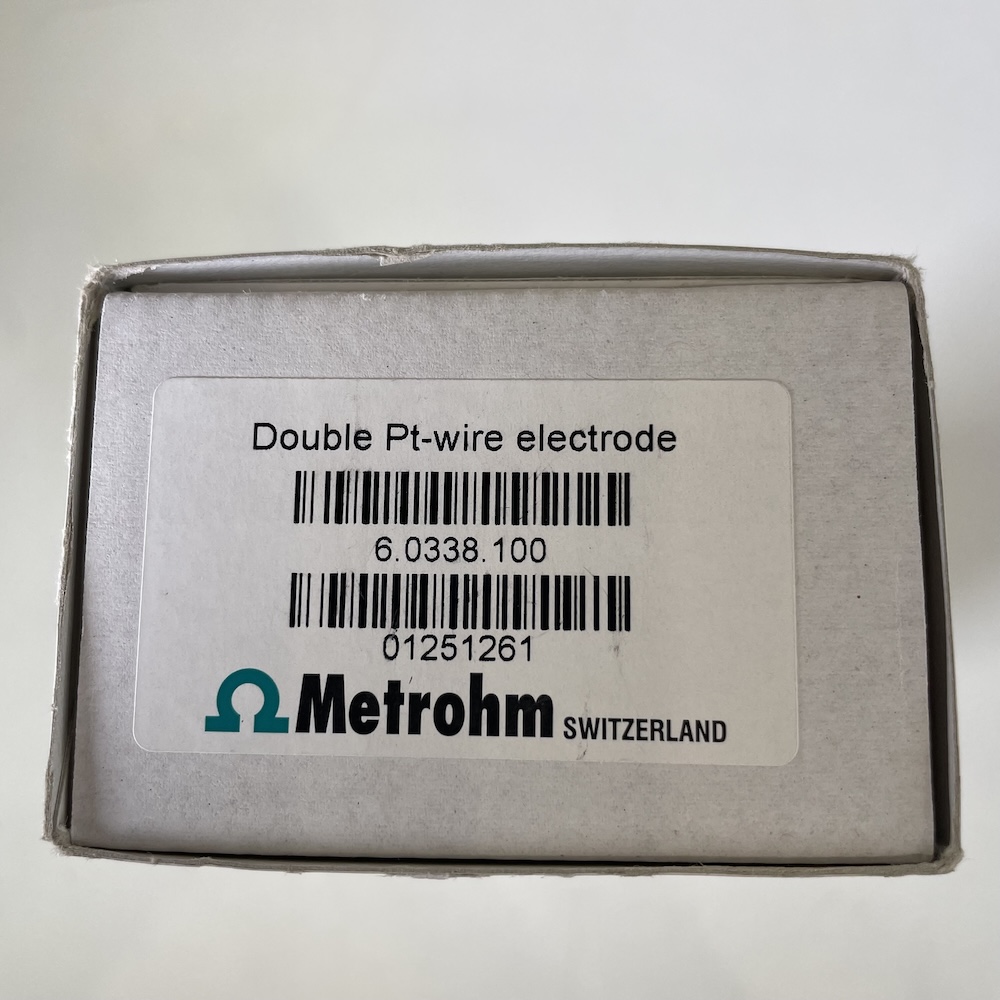 Double Pt-wire electrode
6.0338.100
01251261
Metrohm SWITZERLAND